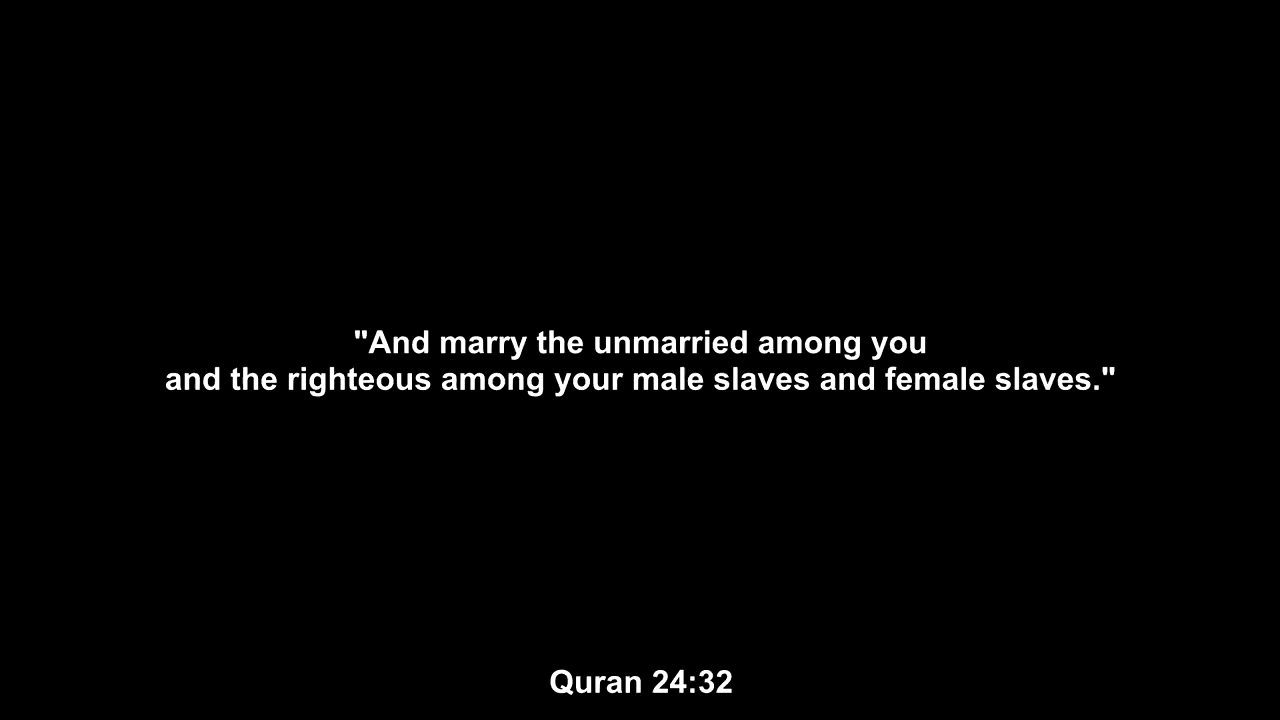 "And marry the unmarried among you
and the righteous among your male slaves and female slaves."
Quran 24:32